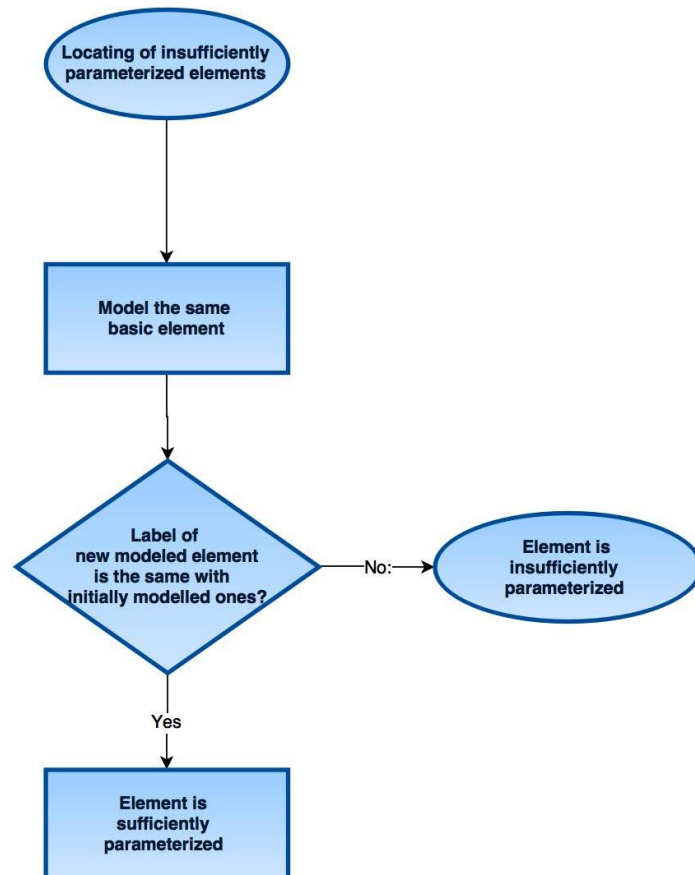 Locating of insufficiently
parameterized elements
Model the same
basic element
Label of
new modeled element
is the same with
initially modelled ones?
No:
Element is
insufficiently
parameterized
Yes
Element is
sufficiently
parameterized